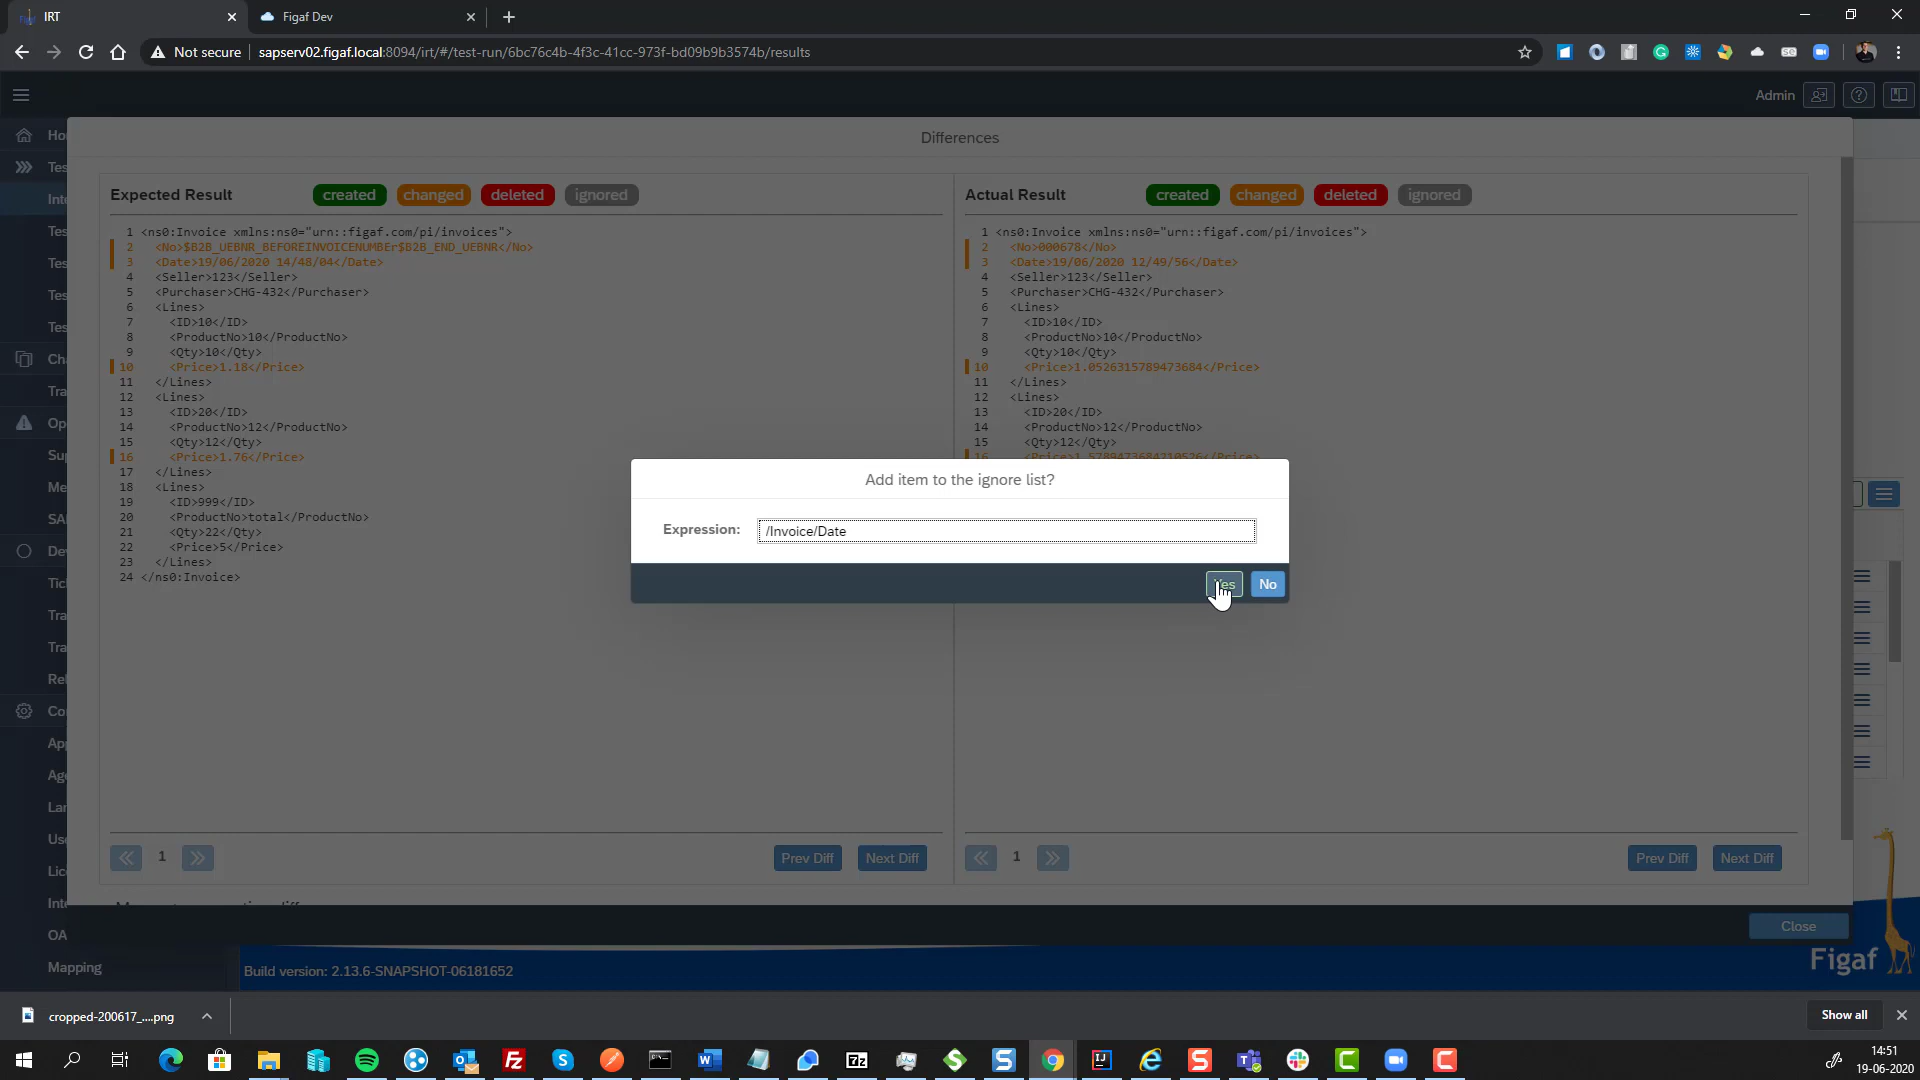 IRT
Figaf Dev
Not secure
sapserv02.figaf.local:8094/irt/#/test-run/6bc76c4b-4f3c-41cc-973f-bd09b9b3574b/results
Admin
Differences
Expected Result created changed deleted ignored
1 <ns0:Invoice xmlns:ns0="urn::figaf.com/pi/invoices">
2 <No>$B2B_UEBNR_BEFOREINVOICENUMBEr$B2B_END_UEBNR</No>
3 <Date>19/06/2020 14/48/04</Date>
4 <Seller>123</Seller>
5 <Purchaser>CHG-432</Purchaser>
6 <Lines>
7 <ID>10</ID>
8 <ProductNo>10</ProductNo>
9 <Qty>10</Qty>
10 <Price>1.18</Price>
11 </Lines>
12 <Lines>
13 <ID>20</ID>
14 <ProductNo>12</ProductNo>
15 <Qty>12</Qty>
16 <Price>1.76</Price>
17 </Lines>
18 <Lines>
19 <ID>999</ID>
20 <ProductNo>total</ProductNo>
21 <Qty>22</Qty>
22 <Price>5</Price>
23 </Lines>
24 </ns0:Invoice>
1
Prev Diff
Next Diff
Actual Result created changed deleted ignored
1 <ns0:Invoice xmlns:ns0="urn::figaf.com/pi/invoices">
2 <No>000678</No>
3 <Date>19/06/2020 12/49/56</Date>
4 <Seller>123</Seller>
5 <Purchaser>CHG-432</Purchaser>
6 <Lines>
7 <ID>10</ID>
8 <ProductNo>10</ProductNo>
9 <Qty>10</Qty>
10 <Price>1.0526315789473684</Price>
11 </Lines>
12 <Lines>
13 <ID>20</ID>
14 <ProductNo>12</ProductNo>
15 <Qty>12</Qty>
1
Prev Diff
Next Diff
Add item to the ignore list?
Expression: /Invoice/Date
Yes
No
Close
Mapping
Build version: 2.13.6-SNAPSHOT-06181652
Figaf
cropped-200617_....png
Show all
14:51
19-06-2020